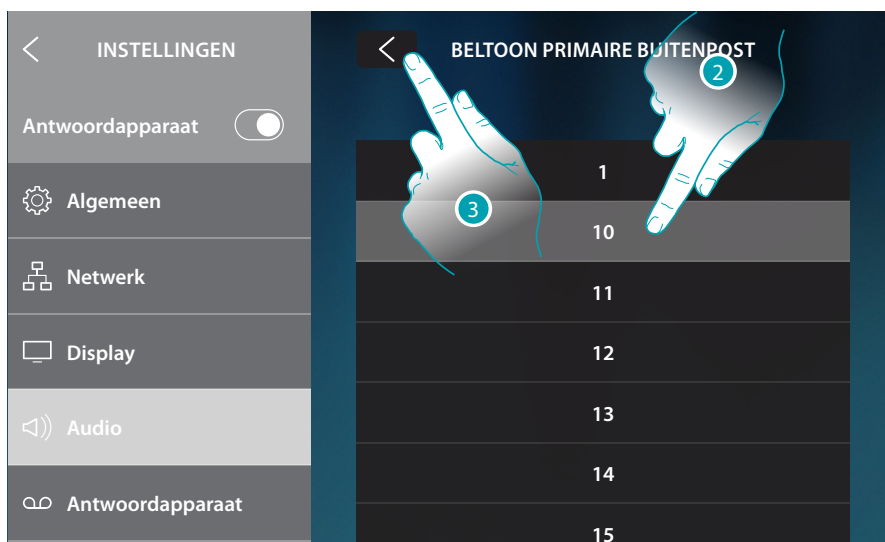 INSTELLINGEN
Antwoordapparaat
Algemeen
Netwerk
Display
Audio
Antwoordapparaat
BELTOON PRIMAIRE BUITENPOST
2
1
3
10
11
12
13
14
15